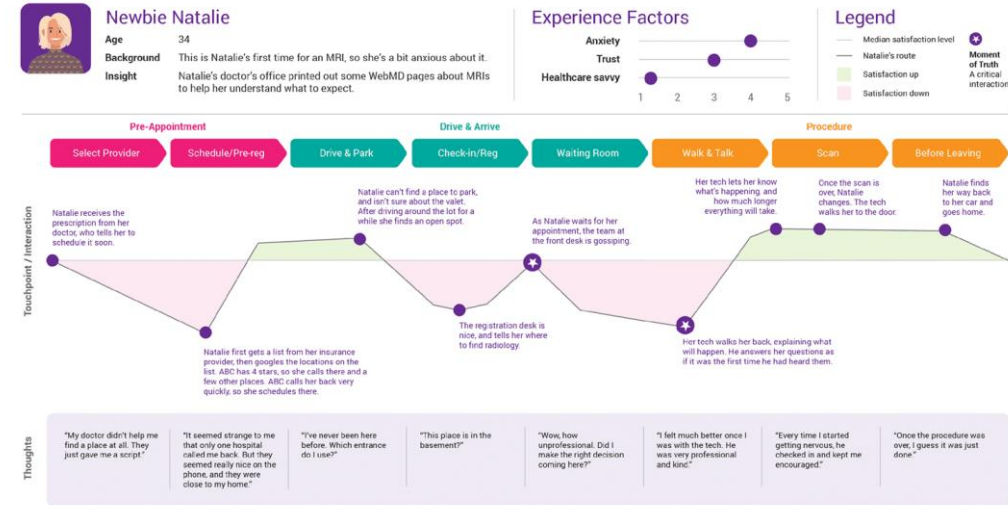 Newbie Natalie
Age 34
Background This is Natalie's first time for an MRI, so she's a bit anxious about it.
Insight Natalie's doctor's office printed out some WebMD pages about MRIs
to help her understand what to expect.
Experience Factors
Anxiety
Trust
Healthcare savvy
1 2 3 4 5
Legend
Median satisfaction level
Natalie's route
Satisfaction up
Satisfaction down
Moment
of Truth
A critical
interaction
Pre-Appointment
Drive & Arrive
Procedure
Select Provider
Schedule/Pre-reg
Drive & Park
Check-in/Reg
Waiting Room
Walk & Talk
Scan
Before Leaving
Touchpoint / Interaction
Natalie receives the
prescription from her
doctor, who tells her to
schedule it soon.
Natalie first gets a list from her insurance
provider, then googles the locations on the
list. ABC has 4 stars, so she calls there and a
few other places. ABC calls her back very
quickly, so she schedules there.
Natalie can't find a place to park,
and isn't sure about the valet.
After driving around the lot for a
while she finds an open spot.
The registration desk is
nice, and tells her where
to find radiology.
As Natalie waits for her
appointment, the team at
the front desk is gossiping.
Her tech walks her back, explaining what
will happen. He answers her questions as
if it was the first time he had heard them.
Her tech lets her know
what's happening, and
how much longer
everything will take.
Once the scan is
over, Natalie
changes. The tech
walks her to the door.
Natalie finds
her way back
to her car and
goes home.
Thoughts
"My doctor didn't help me
find a place at all. They
just gave me a script."
"It seemed strange to me
that only one hospital
called me back. But they
seemed really nice on the
phone, and they were
close to my home."
"I've never been here
before. Which entrance
do I use?"
"This place is in the
basement?"
"Wow, how
unprofessional. Did I
make the right decision
coming here?"
"I felt much better once I
was with the tech. He
was very professional
and kind."
"Every time I started
getting nervous, he
checked in and kept me
encouraged."
"Once the procedure was
over, I guess it was just
done."